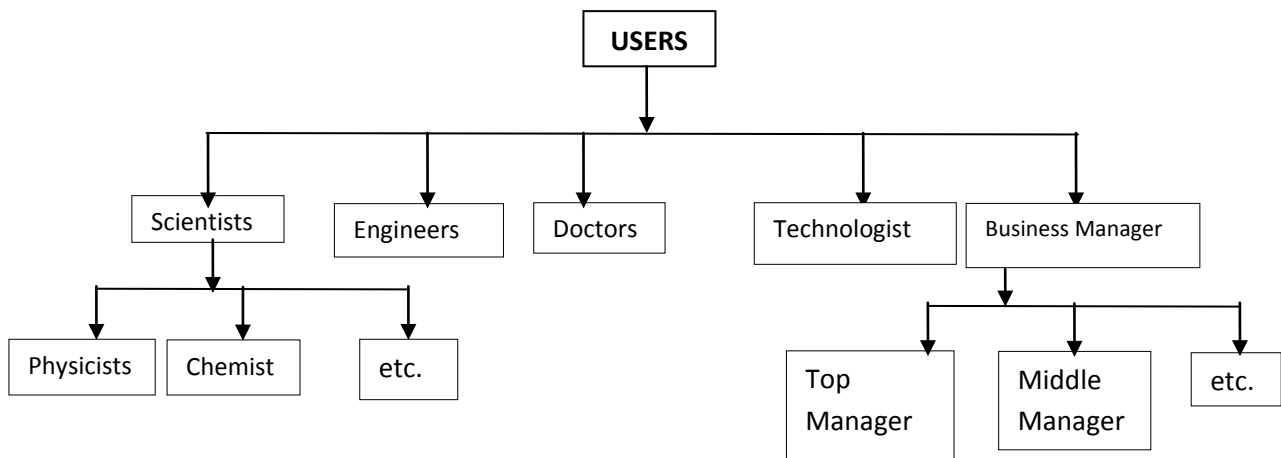 USERS
Scientists
Engineers
Doctors
Technologist
Business Manager
Physicists
Chemist
etc.
Top
Manager
Middle
Manager
etc.